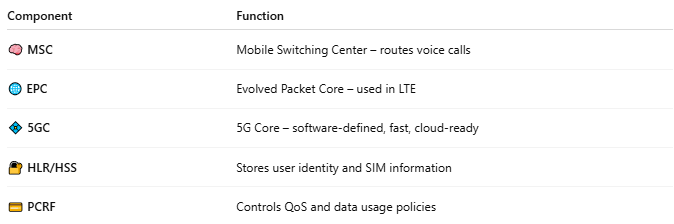 Component Function
🧠 MSC Mobile Switching Center – routes voice calls
🌐 EPC Evolved Packet Core – used in LTE
💠 5GC 5G Core – software-defined, fast, cloud-ready
🔐 HLR/HSS Stores user identity and SIM information
💳 PCRF Controls QoS and data usage policies